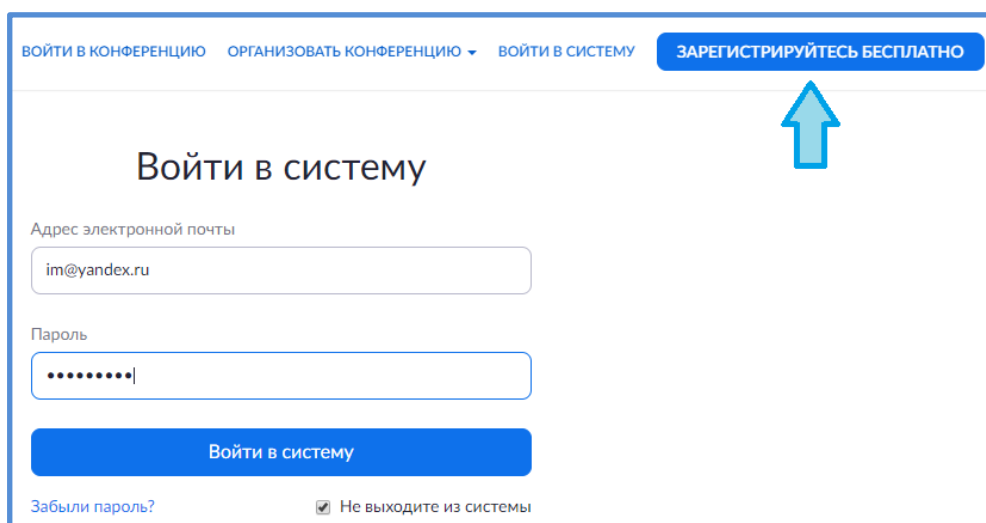 ВОЙТИ В КОНФЕРЕНЦИЮ ОРГАНИЗОВАТЬ КОНФЕРЕНЦИЮ ВОЙТИ В СИСТЕМУ ЗАРЕГИСТРИРУЙТЕСЬ БЕСПЛАТНО
Войти в систему
Адрес электронной почты
im@yandex.ru
Пароль
•••••••••
Войти в систему
Забыли пароль? Не выходите из системы